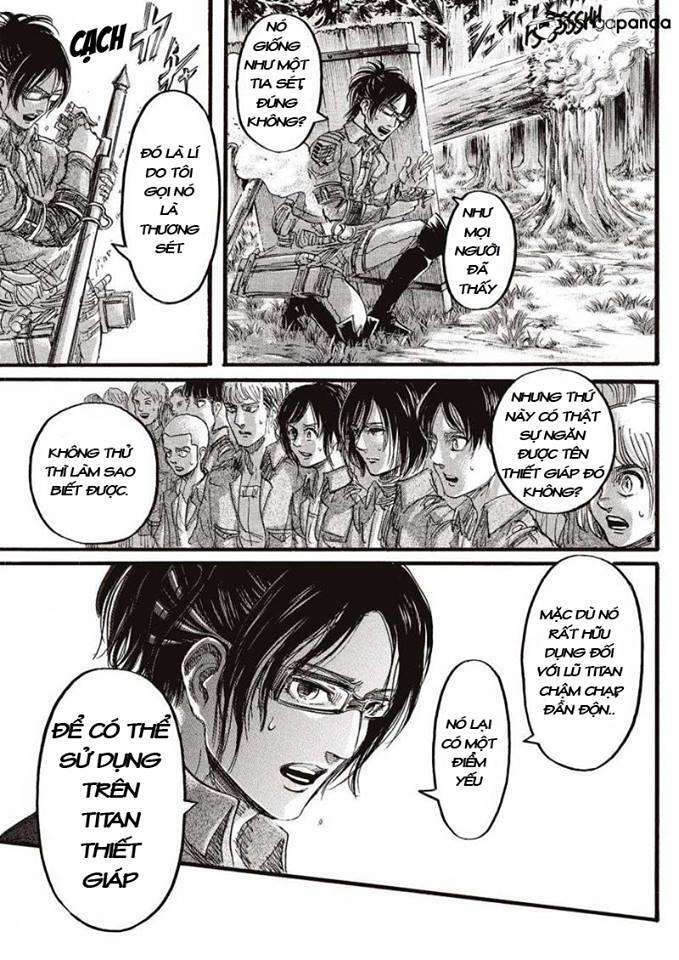 NÓ
GIỐNG
NHƯ MỘT
TIA SÉT,
ĐÚNG
KHÔNG?
NHƯ
MỌI
NGƯỜI
ĐÃ
THẤY
CẠCH
ĐÓ LÀ LÍ
DO TÔI
GỌI NÓ
LÀ
THƯƠNG
SÉT.
NHƯNG THỨ
NÀY CÓ THẬT
SỰ NGĂN
ĐƯỢC TÊN
THIẾT GIÁP ĐÓ
KHÔNG?
KHÔNG THỬ
THÌ LÀM SAO
BIẾT ĐƯỢC.
MẶC DÙ NÓ
RẤT HỮU
DỤNG ĐỐI
VỚI LŨ TITAN
CHẬM CHẠP
ĐẦN ĐỘN..
NÓ LẠI
CÓ MỘT
ĐIỂM
YẾU
ĐỂ CÓ THỂ
SỬ DỤNG
TRÊN
TITAN
THIẾT
GIÁP